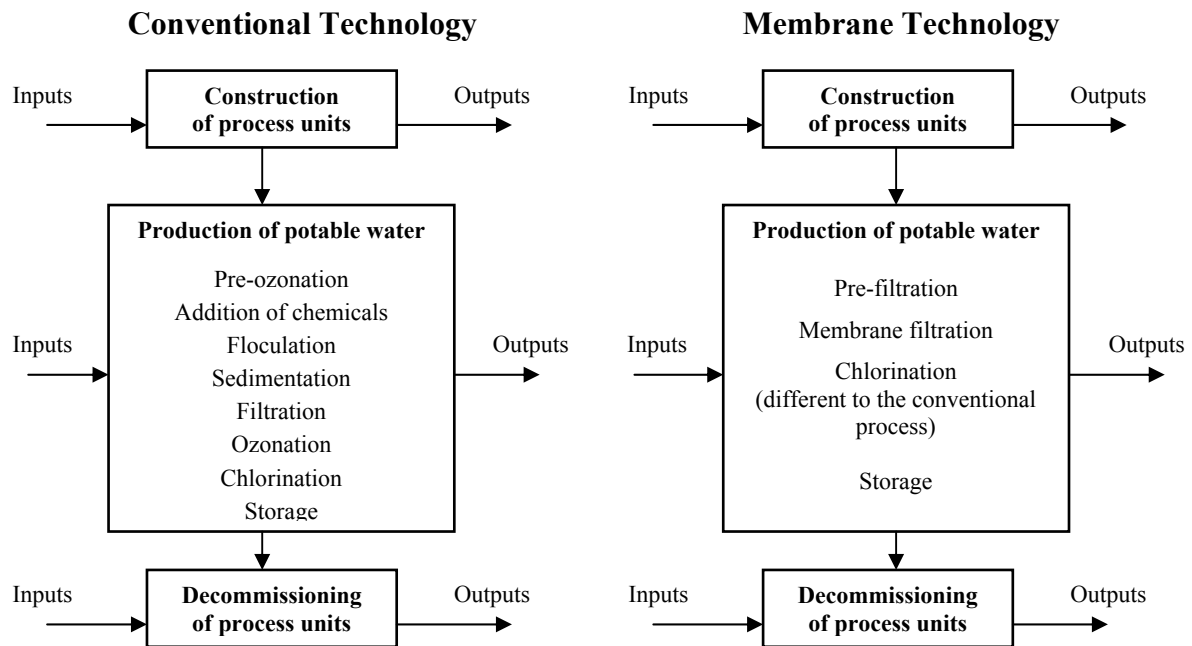 Conventional Technology
Inputs
Construction
of process units
Outputs
Production of potable water
Pre-ozonation
Addition of chemicals
Floculation
Sedimentation
Filtration
Ozonation
Chlorination
Storage
Inputs
Outputs
Inputs
Decommissioning
of process units
Outputs
Membrane Technology
Inputs
Construction
of process units
Outputs
Production of potable water
Pre-filtration
Membrane filtration
Chlorination
(different to the conventional
process)
Storage
Inputs
Outputs
Inputs
Decommissioning
of process units
Outputs